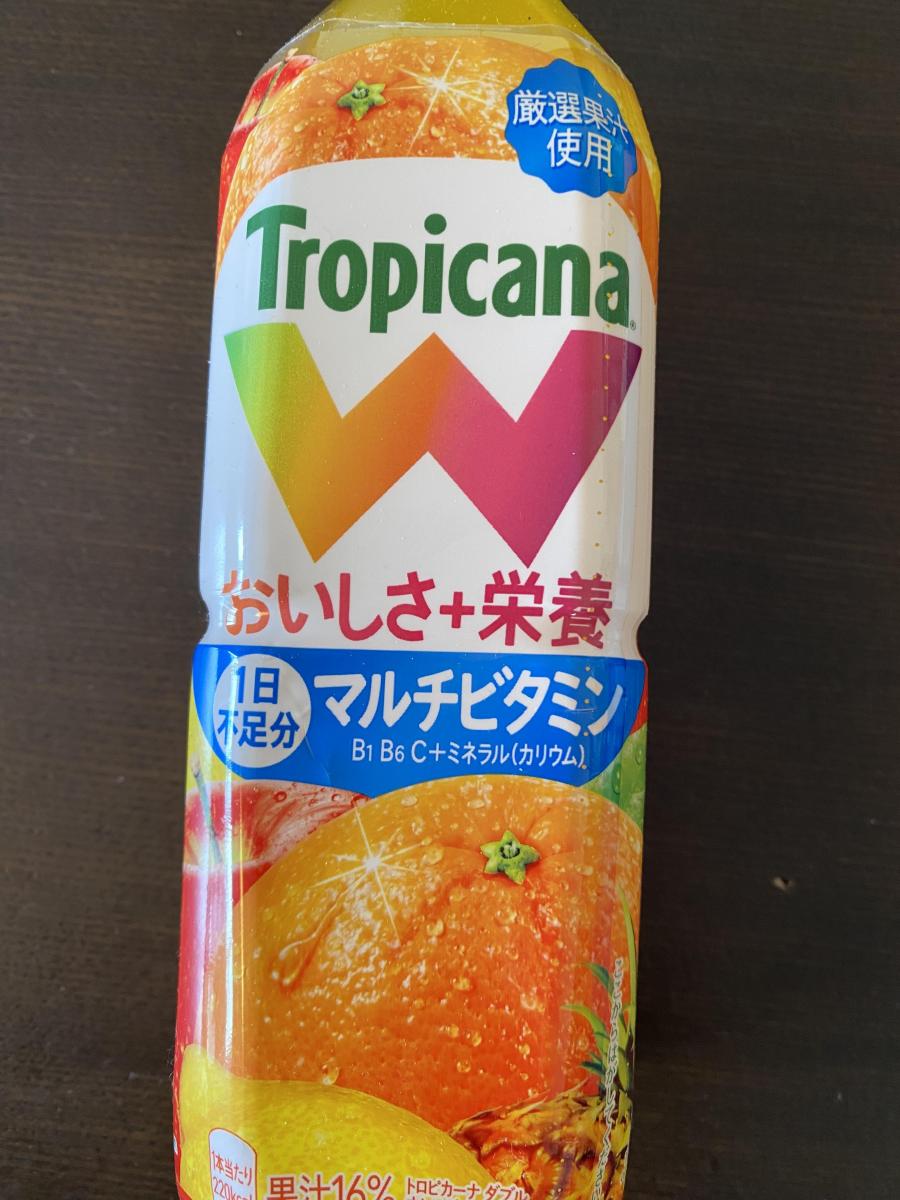 厳選果汁
使用
Tropicana®
W
おいしさ+栄養
1日
不足分
マルチビタミン
B1 B6 C+ミネラル(カリウム)
1本当たり
220kcal
果汁16%
トロピカーナ ダブル